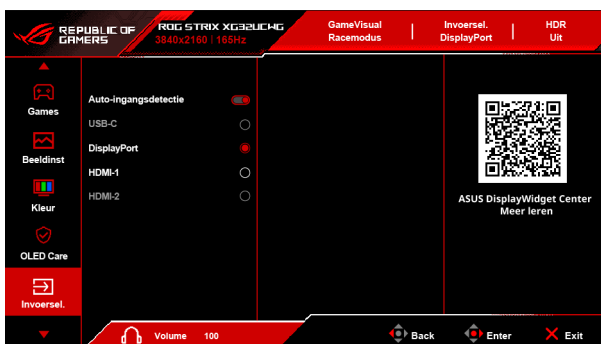 REPUBLIC OF
GAMERS
ROG STRIX XG32UCWG
3840x2160 | 165Hz
GameVisual
Racemodus
Invoersel.
DisplayPort
HDR
Uit
Games
Beeldinst
Kleur
OLED Care
Invoersel.
Auto-ingangsdetectie
USB-C
DisplayPort
HDMI-1
HDMI-2
ASUS DisplayWidget Center
Meer leren
Volume 100
Back
Enter
Exit